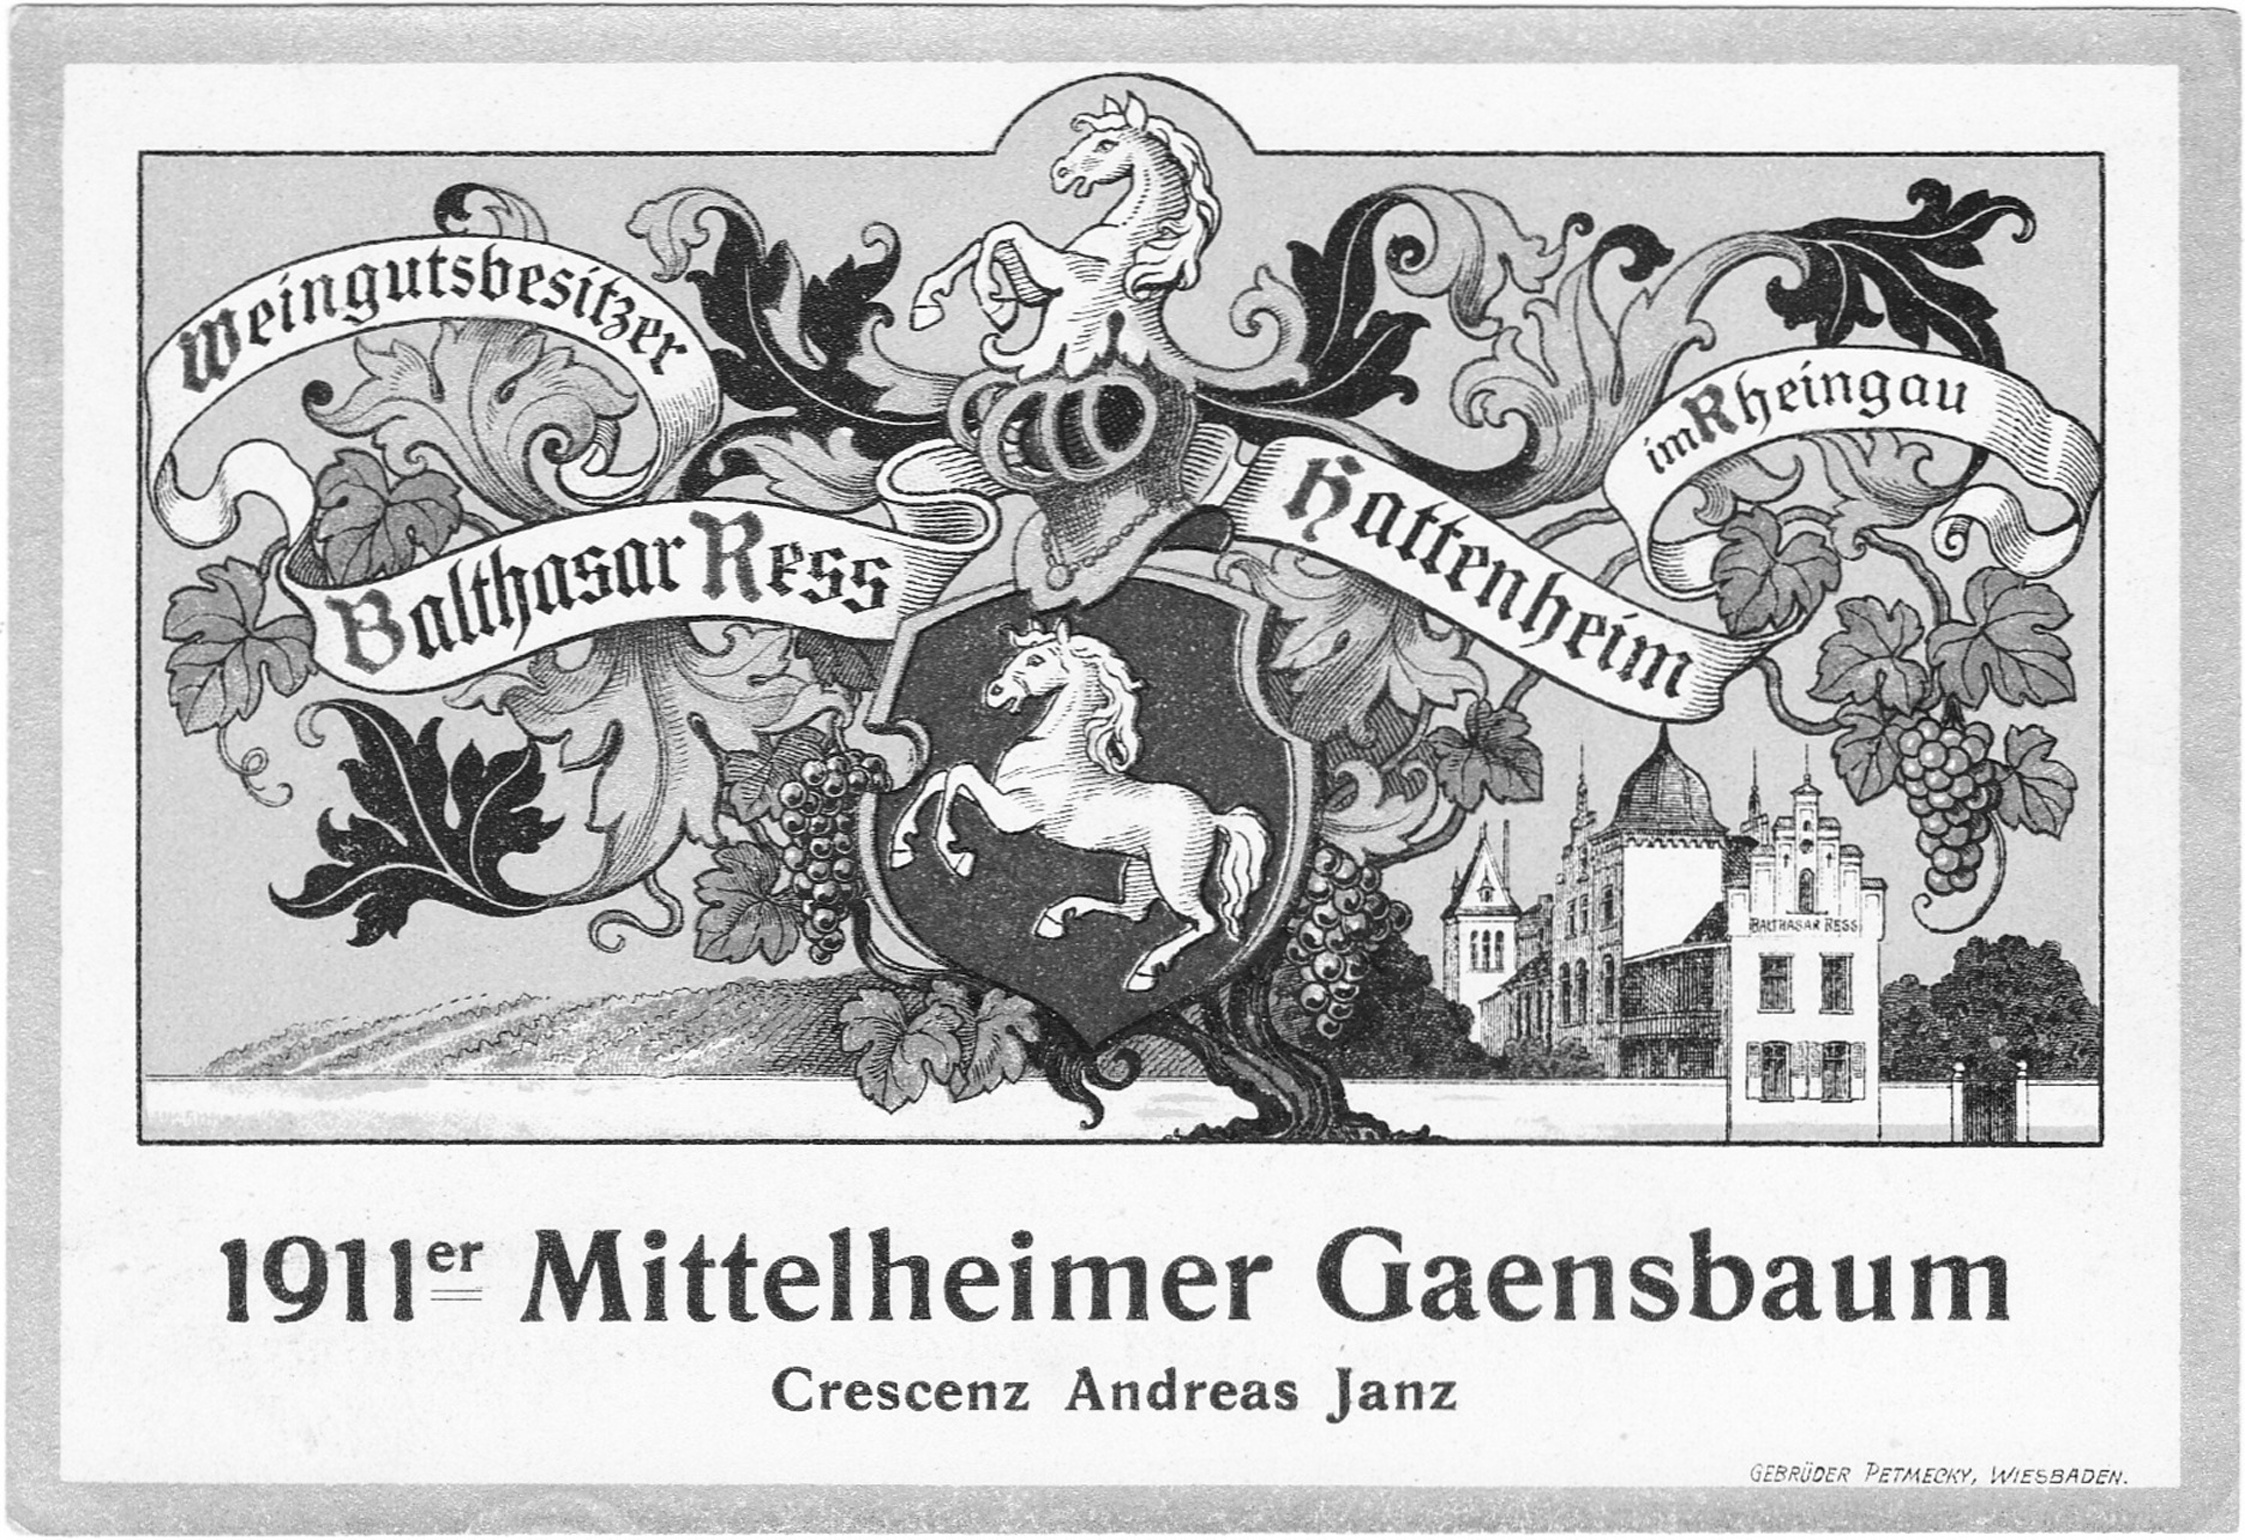 Weingutsbesitzer
Balthasar Ress
Hattenheim
im Rheingau
BALTHASAR RESS
1911er Mittelheimer Gaensbaum
Crescenz Andreas Janz
GEBRÜDER PETMECKY, WIESBADEN.